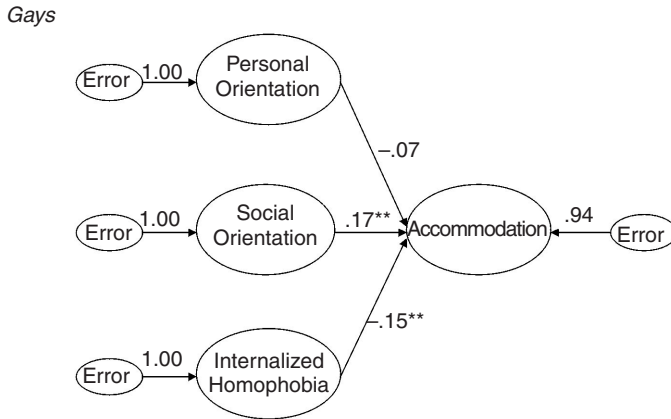 Gays
Error
1.00
Personal
Orientation
–.07
Error
1.00
Social
Orientation
.17**
Accommodation
.94
Error
Error
1.00
Internalized
Homophobia
–.15**